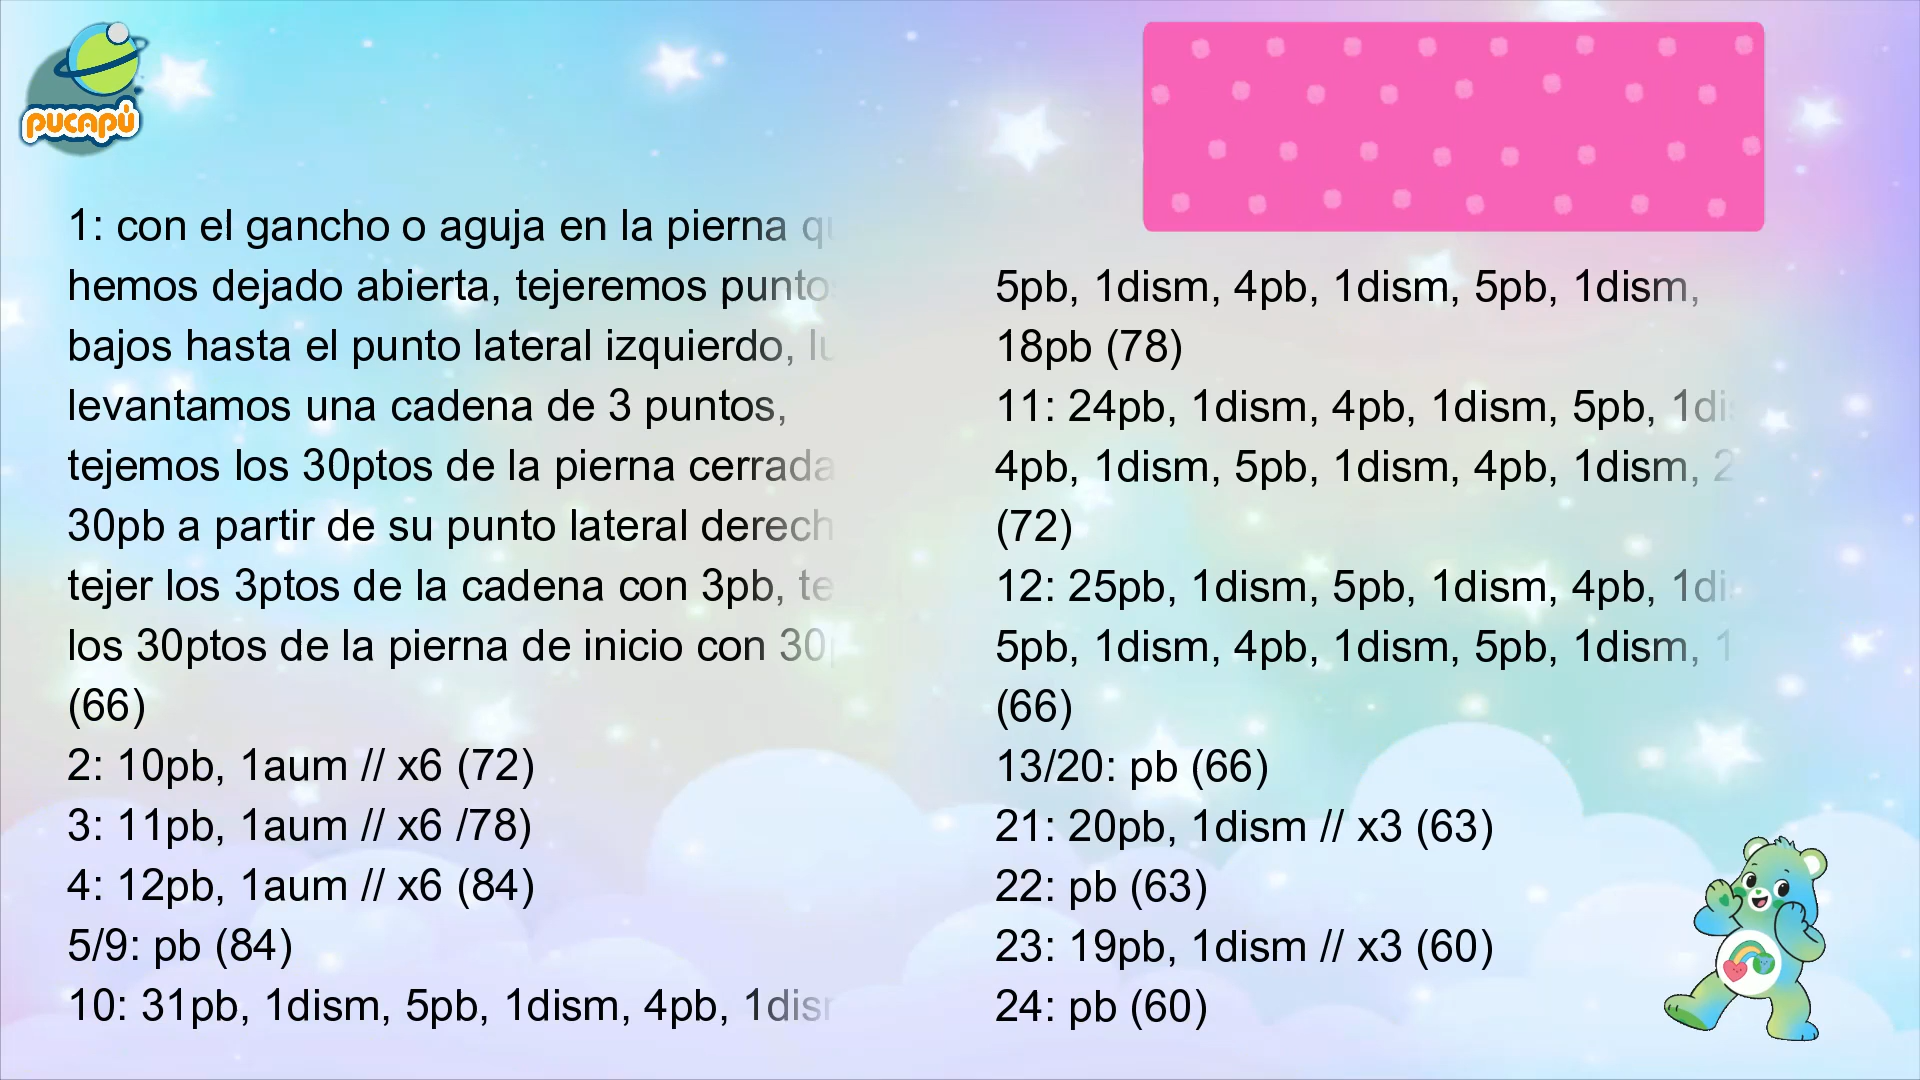 pucapú
1: con el gancho o aguja en la pierna
hemos dejado abierta, tejeremos
bajos hasta el punto lateral izquierdo,
levantamos una cadena de 3 puntos,
tejemos los 30ptos de la pierna cerrada
30pb a partir de su punto lateral
tejer los 3ptos de la cadena con 3pb,
los 30ptos de la pierna de inicio con
(66)
2: 10pb, 1aum // x6 (72)
3: 11pb, 1aum // x6 /78)
4: 12pb, 1aum // x6 (84)
5/9: pb (84)
10: 31pb, 1dism, 5pb, 1dism, 4pb,
5pb, 1dism, 4pb, 1dism, 5pb, 1dism,
18pb (78)
11: 24pb, 1dism, 4pb, 1dism, 5pb,
4pb, 1dism, 5pb, 1dism, 4pb, 1dism,
(72)
12: 25pb, 1dism, 5pb, 1dism, 4pb,
5pb, 1dism, 4pb, 1dism, 5pb, 1dism,
(66)
13/20: pb (66)
21: 20pb, 1dism // x3 (63)
22: pb (63)
23: 19pb, 1dism // x3 (60)
24: pb (60)